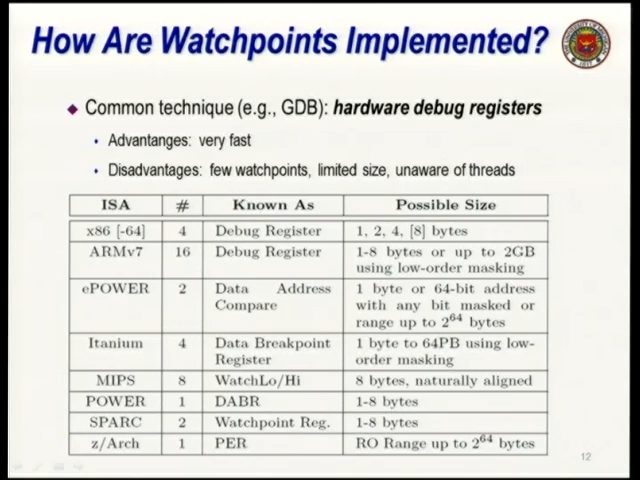 How Are Watchpoints Implemented?
Common technique (e.g., GDB): hardware debug registers
Advantanges: very fast
Disadvantages: few watchpoints, limited size, unaware of threads
ISA # Known As Possible Size
x86 [-64] 4 Debug Register 1, 2, 4, [8] bytes
ARMv7 16 Debug Register 1-8 bytes or up to 2GB
using low-order masking
ePOWER 2 Data Address 1 byte or 64-bit address
Compare with any bit masked or
range up to 2^64 bytes
Itanium 4 Data Breakpoint 1 byte to 64PB using low-
Register order masking
MIPS 8 WatchLo/Hi 8 bytes, naturally aligned
POWER 1 DABR 1-8 bytes
SPARC 2 Watchpoint Reg. 1-8 bytes
z/Arch 1 PER RO Range up to 2^64 bytes
12